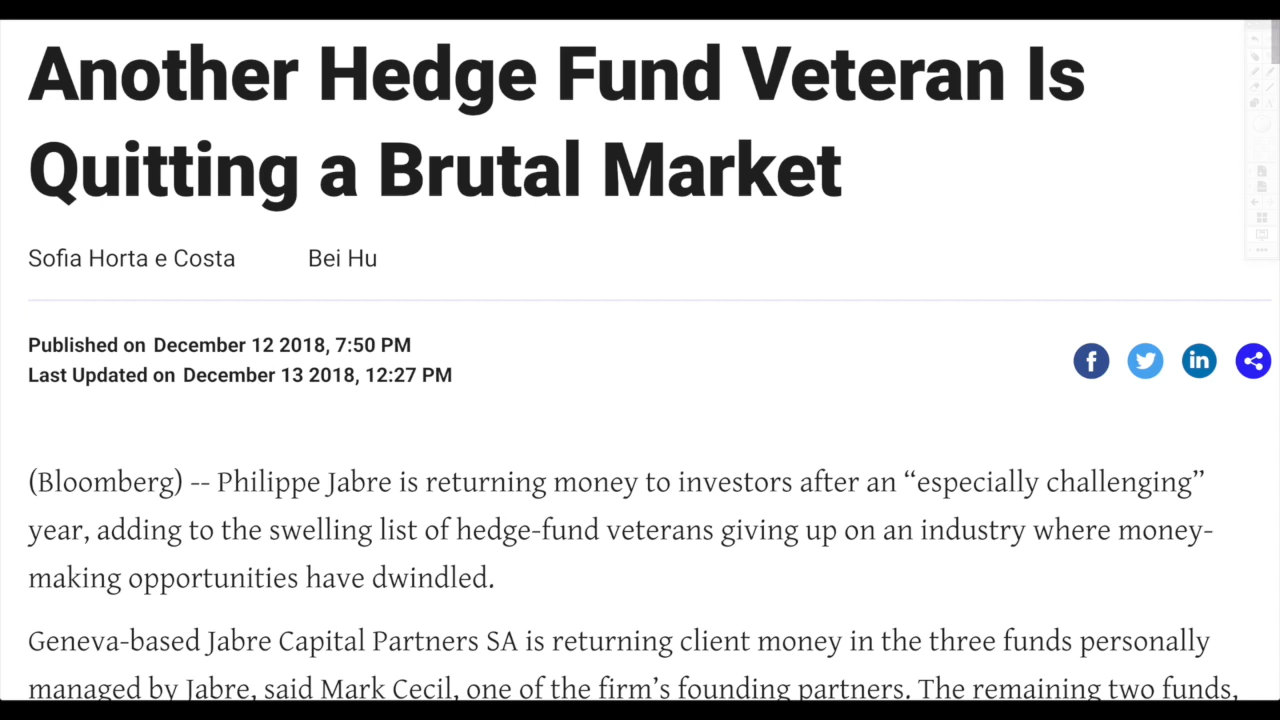 Another Hedge Fund Veteran Is
Quitting a Brutal Market
Sofia Horta e Costa Bei Hu
Published on December 12 2018, 7:50 PM
Last Updated on December 13 2018, 12:27 PM
(Bloomberg) -- Philippe Jabre is returning money to investors after an “especially challenging”
year, adding to the swelling list of hedge-fund veterans giving up on an industry where money-
making opportunities have dwindled.
Geneva-based Jabre Capital Partners SA is returning client money in the three funds personally
managed by Jabre, said Mark Cecil, one of the firm’s founding partners. The remaining two funds,